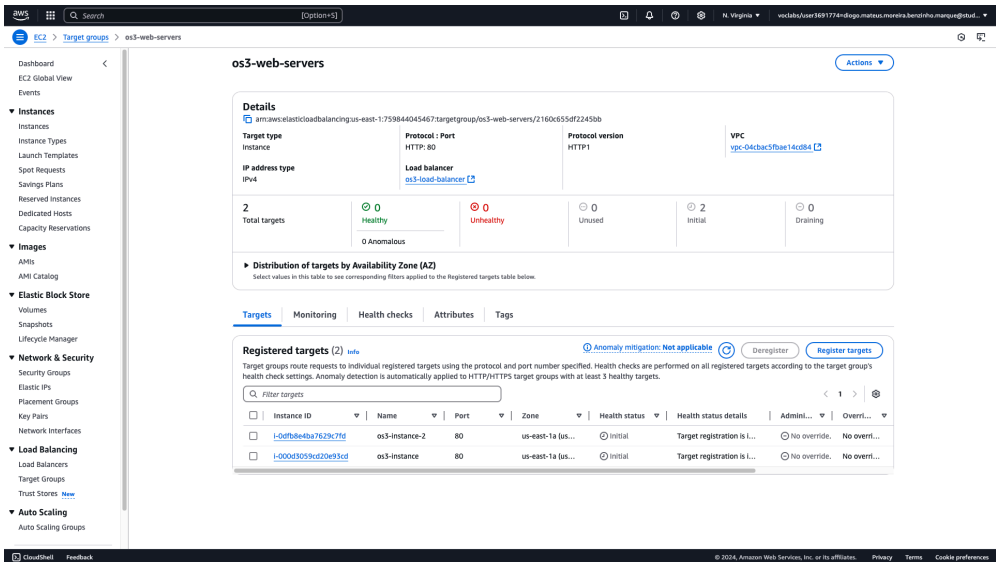 aws
Search
[Option+S]
N. Virginia ▼
voclabs/user3691774=diogo.mateus.moreira.benzinho.marque@stud... ▼
EC2 > Target groups > os3-web-servers
Dashboard
EC2 Global View
Events
▼ Instances
Instances
Instance Types
Launch Templates
Spot Requests
Savings Plans
Reserved Instances
Dedicated Hosts
Capacity Reservations
▼ Images
AMIs
AMI Catalog
▼ Elastic Block Store
Volumes
Snapshots
Lifecycle Manager
▼ Network & Security
Security Groups
Elastic IPs
Placement Groups
Key Pairs
Network Interfaces
▼ Load Balancing
Load Balancers
Target Groups
Trust Stores New
▼ Auto Scaling
Auto Scaling Groups
os3-web-servers
Actions ▼
Details
arn:aws:elasticloadbalancing:us-east-1:759844045467:targetgroup/os3-web-servers/2160c655df2245bb
Target type
Instance
Protocol : Port
HTTP: 80
Protocol version
HTTP1
VPC
vpc-04cbac5fbae14cd84
IP address type
IPv4
Load balancer
os3-load-balancer
2
Total targets
0
Healthy
0 Anomalous
0
Unhealthy
0
Unused
2
Initial
0
Draining
▶ Distribution of targets by Availability Zone (AZ)
Select values in this table to see corresponding filters applied to the Registered targets table below.
Targets Monitoring Health checks Attributes Tags
Registered targets (2) Info
Anomaly mitigation: Not applicable
Deregister
Register targets
Target groups route requests to individual registered targets using the protocol and port number specified. Health checks are performed on all registered targets according to the target group's
health check settings. Anomaly detection is automatically applied to HTTP/HTTPS target groups with at least 3 healthy targets.
Filter targets
< 1 >
Instance ID Name Port Zone Health status Health status details Admini... Overri...
i-0dfb8e4ba7629c7fd os3-instance-2 80 us-east-1a (us... Initial Target registration is i... No override. No overri...
i-000d3059cd20e93cd os3-instance 80 us-east-1a (us... Initial Target registration is i... No override. No overri...
CloudShell Feedback
© 2024, Amazon Web Services, Inc. or its affiliates. Privacy Terms Cookie preferences